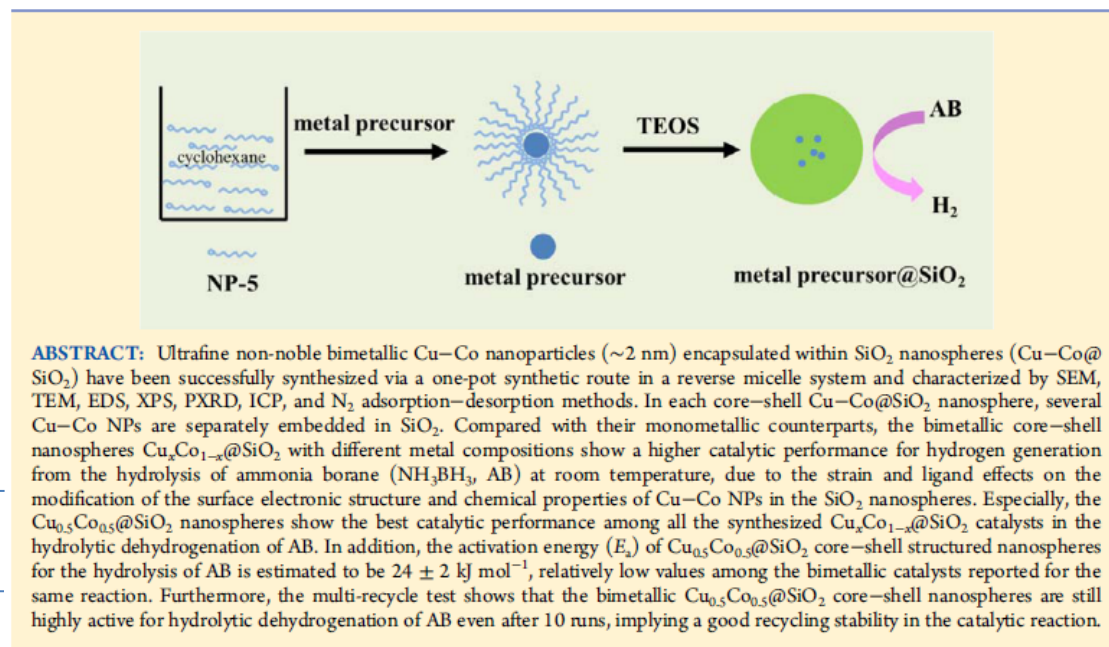 metal precursor
TEOS
AB
cyclohexane
H₂
NP-5
metal precursor
metal precursor@SiO₂
ABSTRACT: Ultrafine non-noble bimetallic Cu−Co nanoparticles (∼2 nm) encapsulated within SiO₂ nanospheres (Cu−Co@
SiO₂) have been successfully synthesized via a one-pot synthetic route in a reverse micelle system and characterized by SEM,
TEM, EDS, XPS, PXRD, ICP, and N₂ adsorption−desorption methods. In each core−shell Cu−Co@SiO₂ nanosphere, several
Cu−Co NPs are separately embedded in SiO₂. Compared with their monometallic counterparts, the bimetallic core−shell
nanospheres CuₓCo₁₋ₓ@SiO₂ with different metal compositions show a higher catalytic performance for hydrogen generation
from the hydrolysis of ammonia borane (NH₃BH₃, AB) at room temperature, due to the strain and ligand effects on the
modification of the surface electronic structure and chemical properties of Cu−Co NPs in the SiO₂ nanospheres. Especially, the
Cu₀.₅Co₀.₅@SiO₂ nanospheres show the best catalytic performance among all the synthesized CuₓCo₁₋ₓ@SiO₂ catalysts in the
hydrolytic dehydrogenation of AB. In addition, the activation energy (Eₐ) of Cu₀.₅Co₀.₅@SiO₂ core−shell structured nanospheres
for the hydrolysis of AB is estimated to be 24 ± 2 kJ mol⁻¹, relatively low values among the bimetallic catalysts reported for the
same reaction. Furthermore, the multi-recycle test shows that the bimetallic Cu₀.₅Co₀.₅@SiO₂ core−shell nanospheres are still
highly active for hydrolytic dehydrogenation of AB even after 10 runs, implying a good recycling stability in the catalytic reaction.